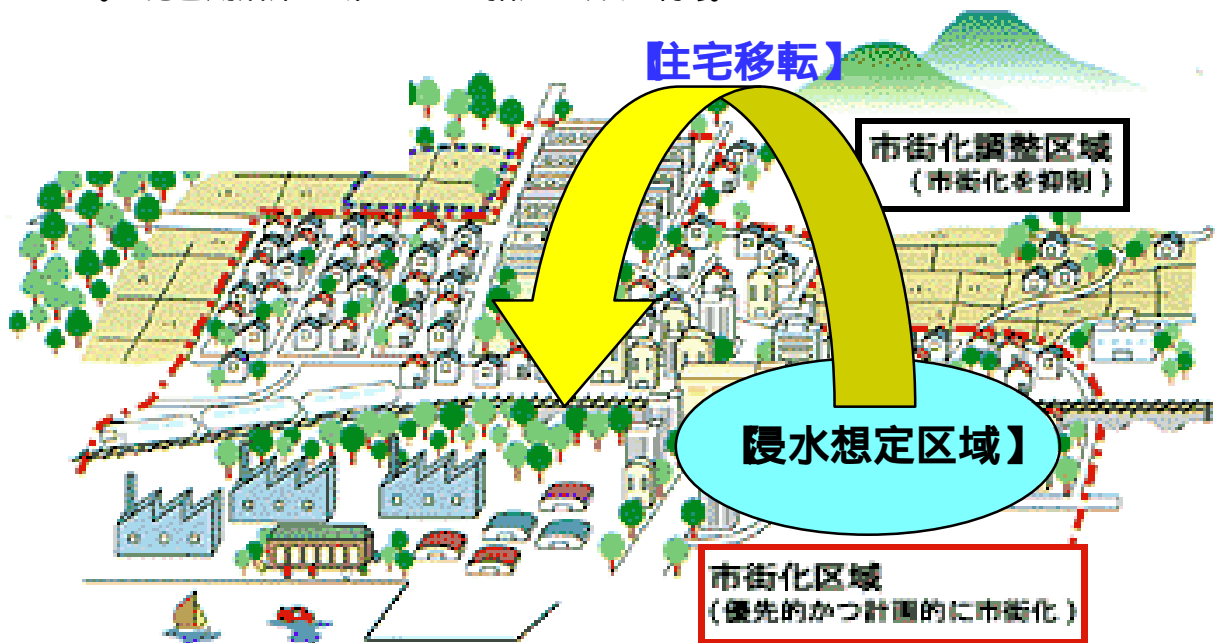 【住宅移転】
市街化調整区域
(市街化を抑制)
【浸水想定区域】
市街化区域
(優先的かつ計画的に市街化)